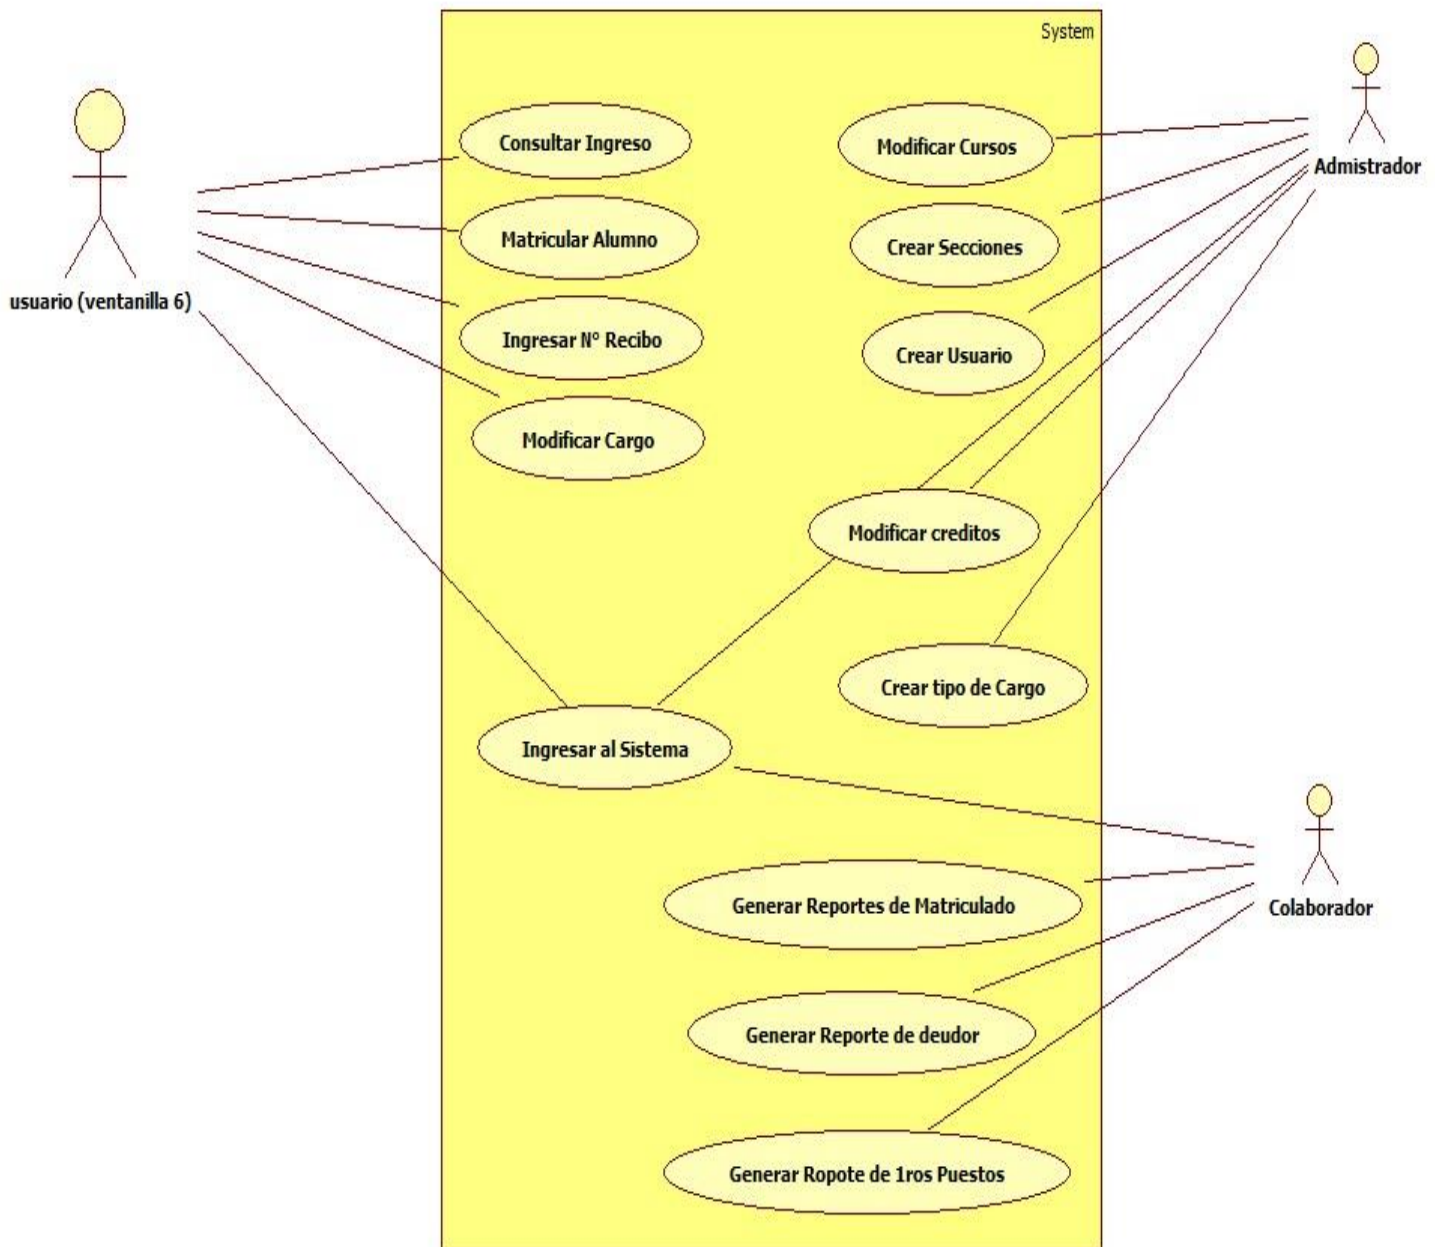 System
Consultar Ingreso
Modificar Cursos
Admistrador
Matricular Alumno
Crear Secciones
usuario (ventanilla 6)
Ingresar N° Recibo
Crear Usuario
Modificar Cargo
Modificar creditos
Crear tipo de Cargo
Ingresar al Sistema
Generar Reportes de Matriculado
Colaborador
Generar Reporte de deudor
Generar Ropote de 1ros Puestos